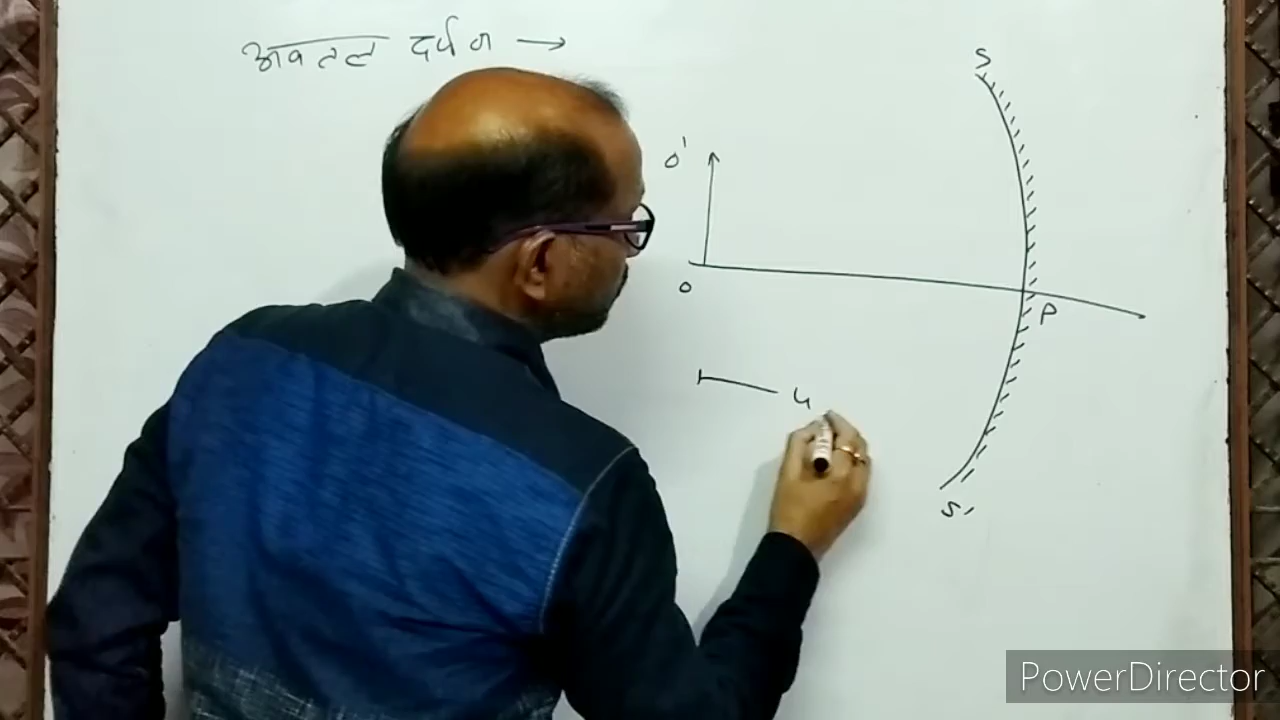 अवतल दर्पण →
S
O'
O
P
u
S'
PowerDirector